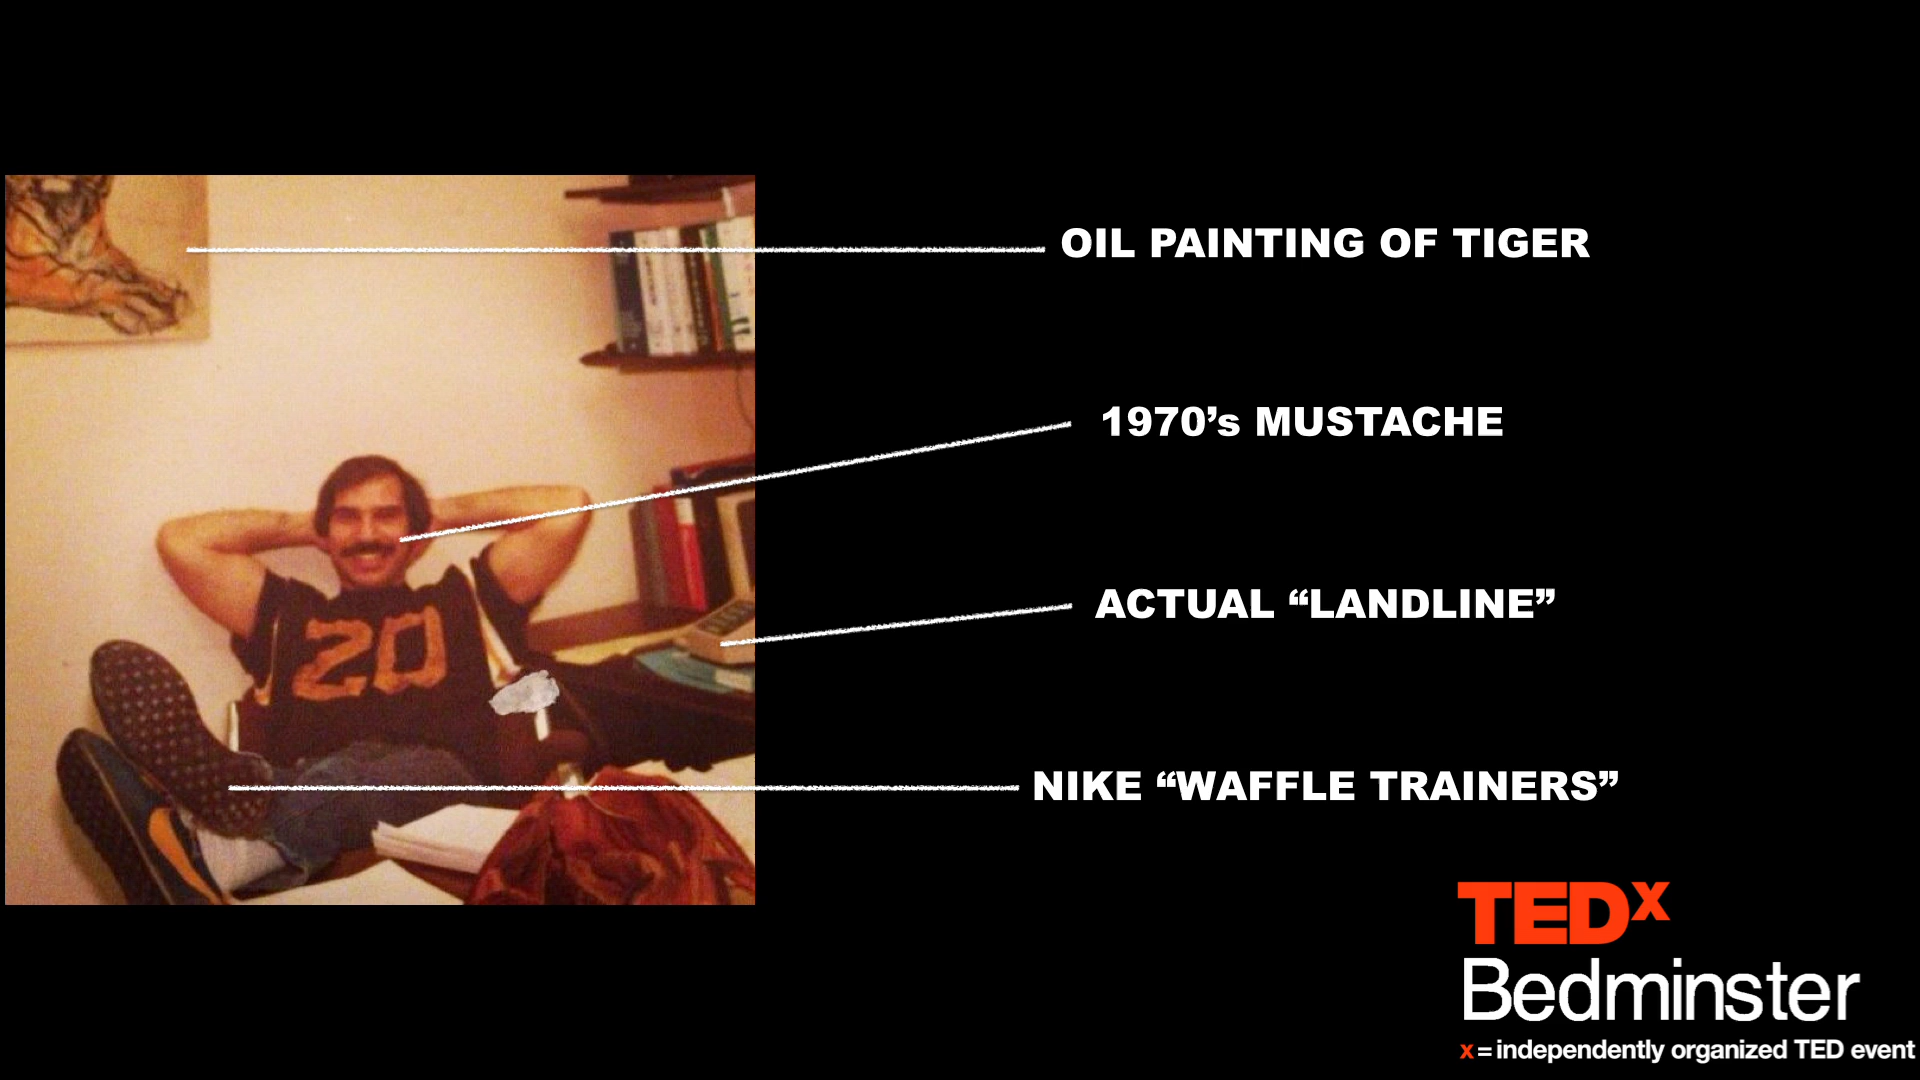 OIL PAINTING OF TIGER
1970’s MUSTACHE
20
ACTUAL “LANDLINE”
NIKE “WAFFLE TRAINERS”
TEDx
Bedminster
x = independently organized TED event